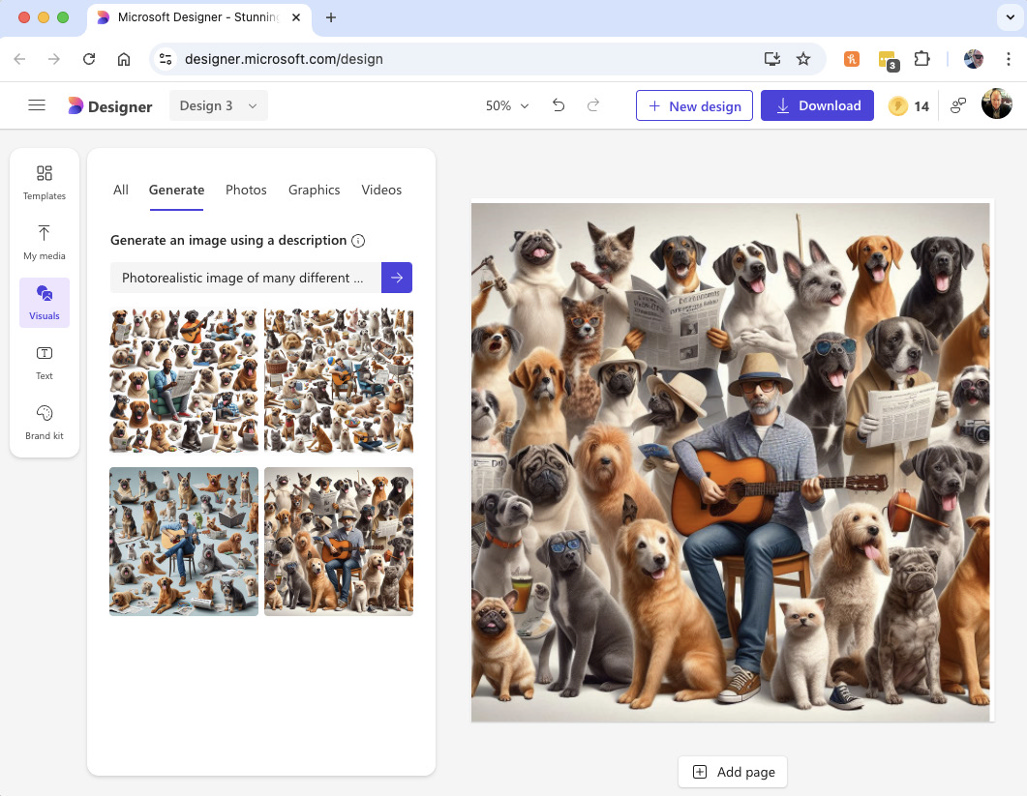 Microsoft Designer - Stunning
designer.microsoft.com/design
3
Designer
Design 3
50%
New design
Download
14
Templates
My media
Visuals
Text
Brand kit
All Generate Photos Graphics Videos
Generate an image using a description
Photorealistic image of many different ...
Add page